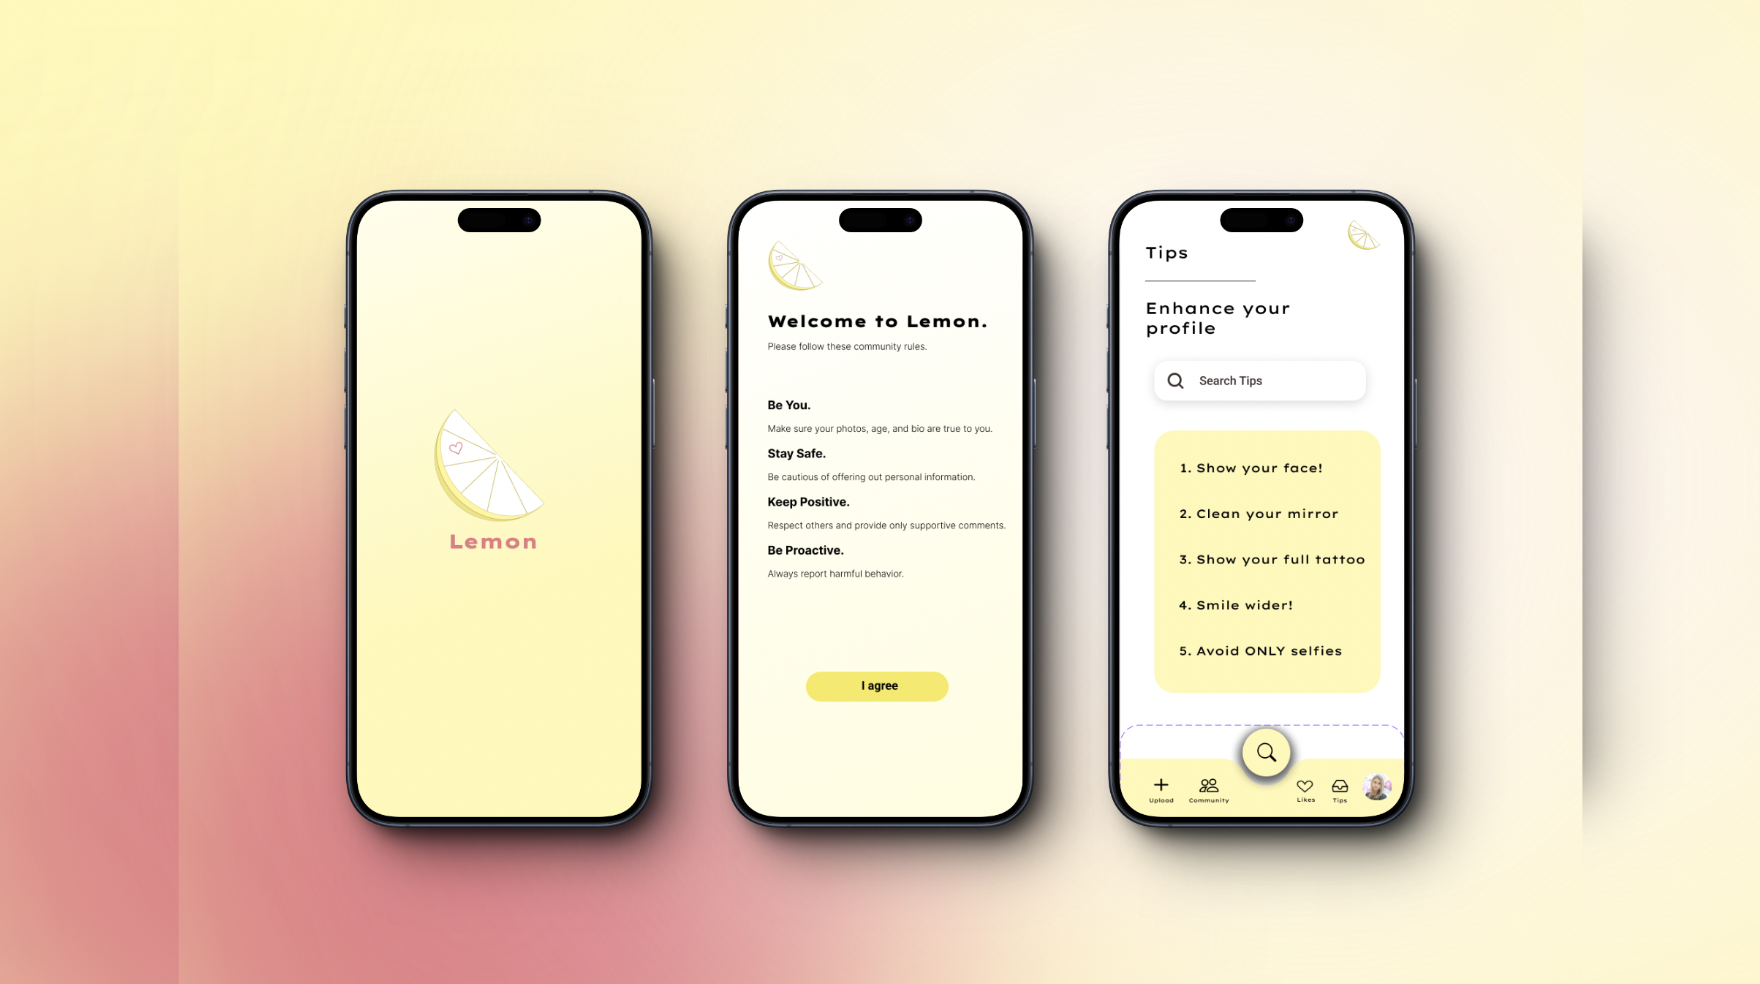 Lemon
Welcome to Lemon.
Please follow these community rules.
Be You.
Make sure your photos, age, and bio are true to you.
Stay Safe.
Be cautious of offering out personal information.
Keep Positive.
Respect others and provide only supportive comments.
Be Proactive.
Always report harmful behavior.
I agree
Tips
Enhance your
profile
Search Tips
1. Show your face!
2. Clean your mirror
3. Show your full tattoo
4. Smile wider!
5. Avoid ONLY selfies
Upload
Community
Likes
Tips